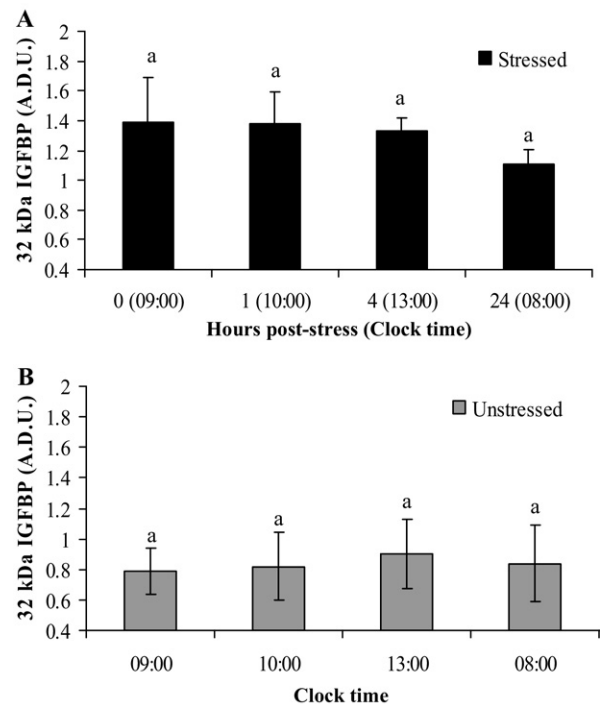 A
32 kDa IGFBP (A.D.U.)
2
1.8
1.6
1.4
1.2
1
0.8
0.6
0.4
a
a
a
a
Stressed
0 (09:00)
1 (10:00)
4 (13:00)
24 (08:00)
Hours post-stress (Clock time)
B
32 kDa IGFBP (A.D.U.)
2
1.8
1.6
1.4
1.2
1
0.8
0.6
0.4
a
a
a
a
Unstressed
09:00
10:00
13:00
08:00
Clock time